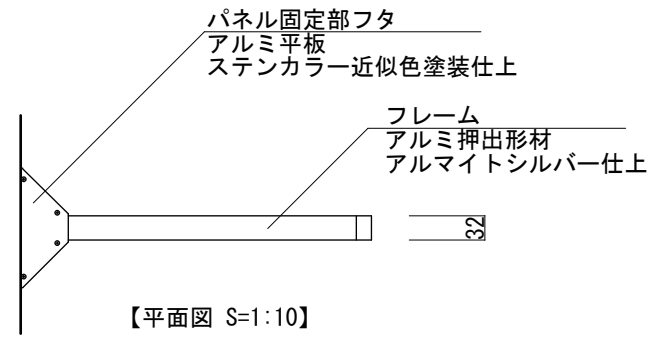 パネル固定部フタ
アルミ平板
ステンカラー近似色塗装仕上
フレーム
アルミ押出形材
アルマイトシルバー仕上
32
【平面図 S=1:10】